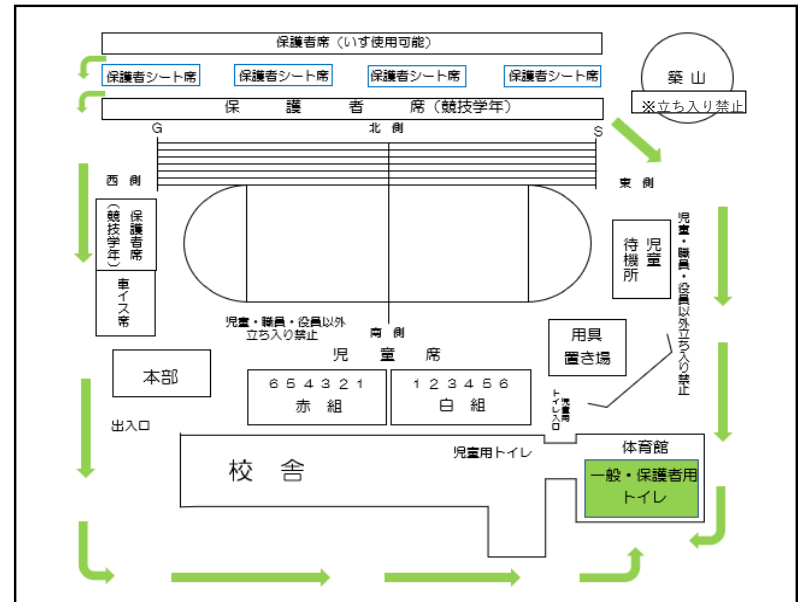 保護者席（いす使用可能）
保護者シート席
保護者シート席
保護者シート席
保護者シート席
築山
※立ち入り禁止
保護者席（競技学年）
G
北側
S
西側
東側
保護者席
（競技学年）
車イス席
児童
待機所
児童・職員・役員以外立ち入り禁止
児童・職員・役員以外
立ち入り禁止
南側
用具
置き場
児童席
本部
６５４３２１
赤組
１２３４５６
白組
児童用
トイレ入口
出入口
校舎
児童用トイレ
体育館
一般・保護者用
トイレ